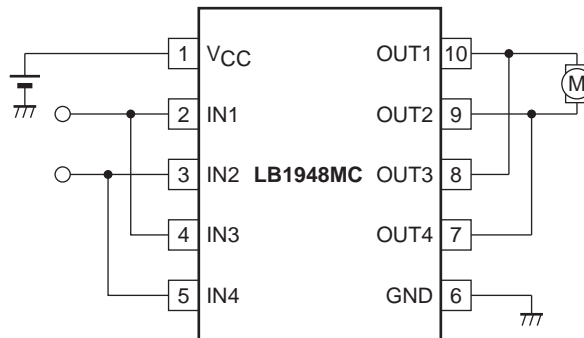 1 VCC OUT1 10
M
2 IN1 OUT2 9
3 IN2 LB1948MC OUT3 8
4 IN3 OUT4 7
5 IN4 GND 6